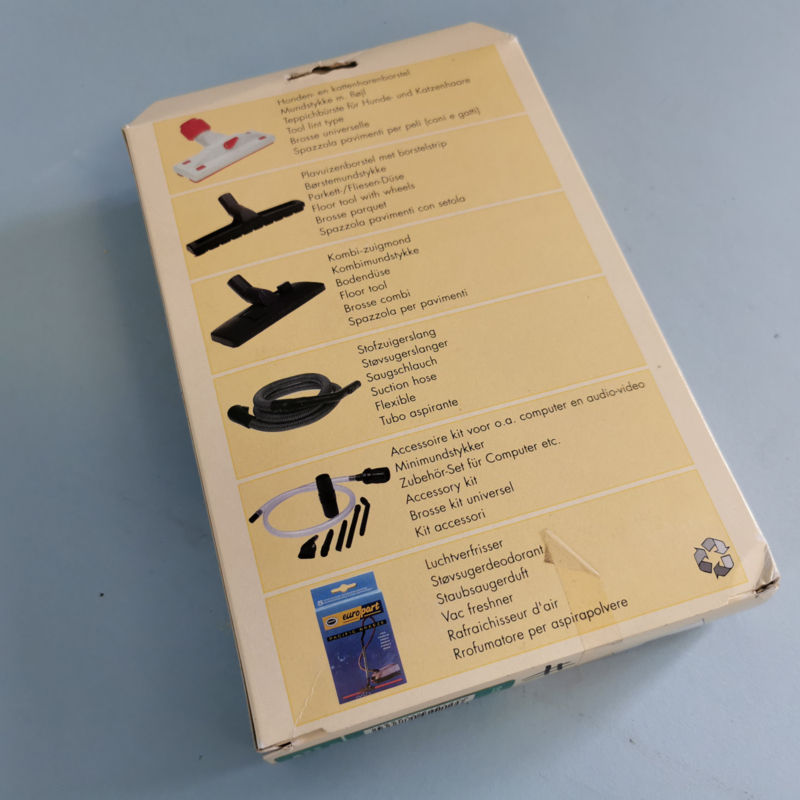 Honden- en kattenharenborstel
Mundstykke m. fløjl
Teppichbürste für Hunde- und Katzenhaare
Tool lint type
Brosse universelle
Spazzola pavimenti per peli (cani e gatti)
Plavuizenborstel met borstelstrip
Børstemundstykke
Parkett-/Fliesen-Düse
Floor tool with wheels
Brosse parquet
Spazzola pavimenti con setola
Kombi-zuigmond
Kombimundstykke
Bodendüse
Floor tool
Brosse combi
Spazzola per pavimenti
Stofzuigerslang
Støvsugerslanger
Saugschlauch
Suction hose
Flexible
Tubo aspirante
Accessoire kit voor o.a. computer en audio-video
Minimundstykker
Zubehör-Set für Computer etc.
Accessory kit
Brosse kit universel
Kit accessori
Luchtverfrisser
Støvsugerdeodorant
Staubsaugerduft
Vac freshner
Rafraichisseur d'air
Rrofumatore per aspirapolvere
europart
PACIFIC BREEZE